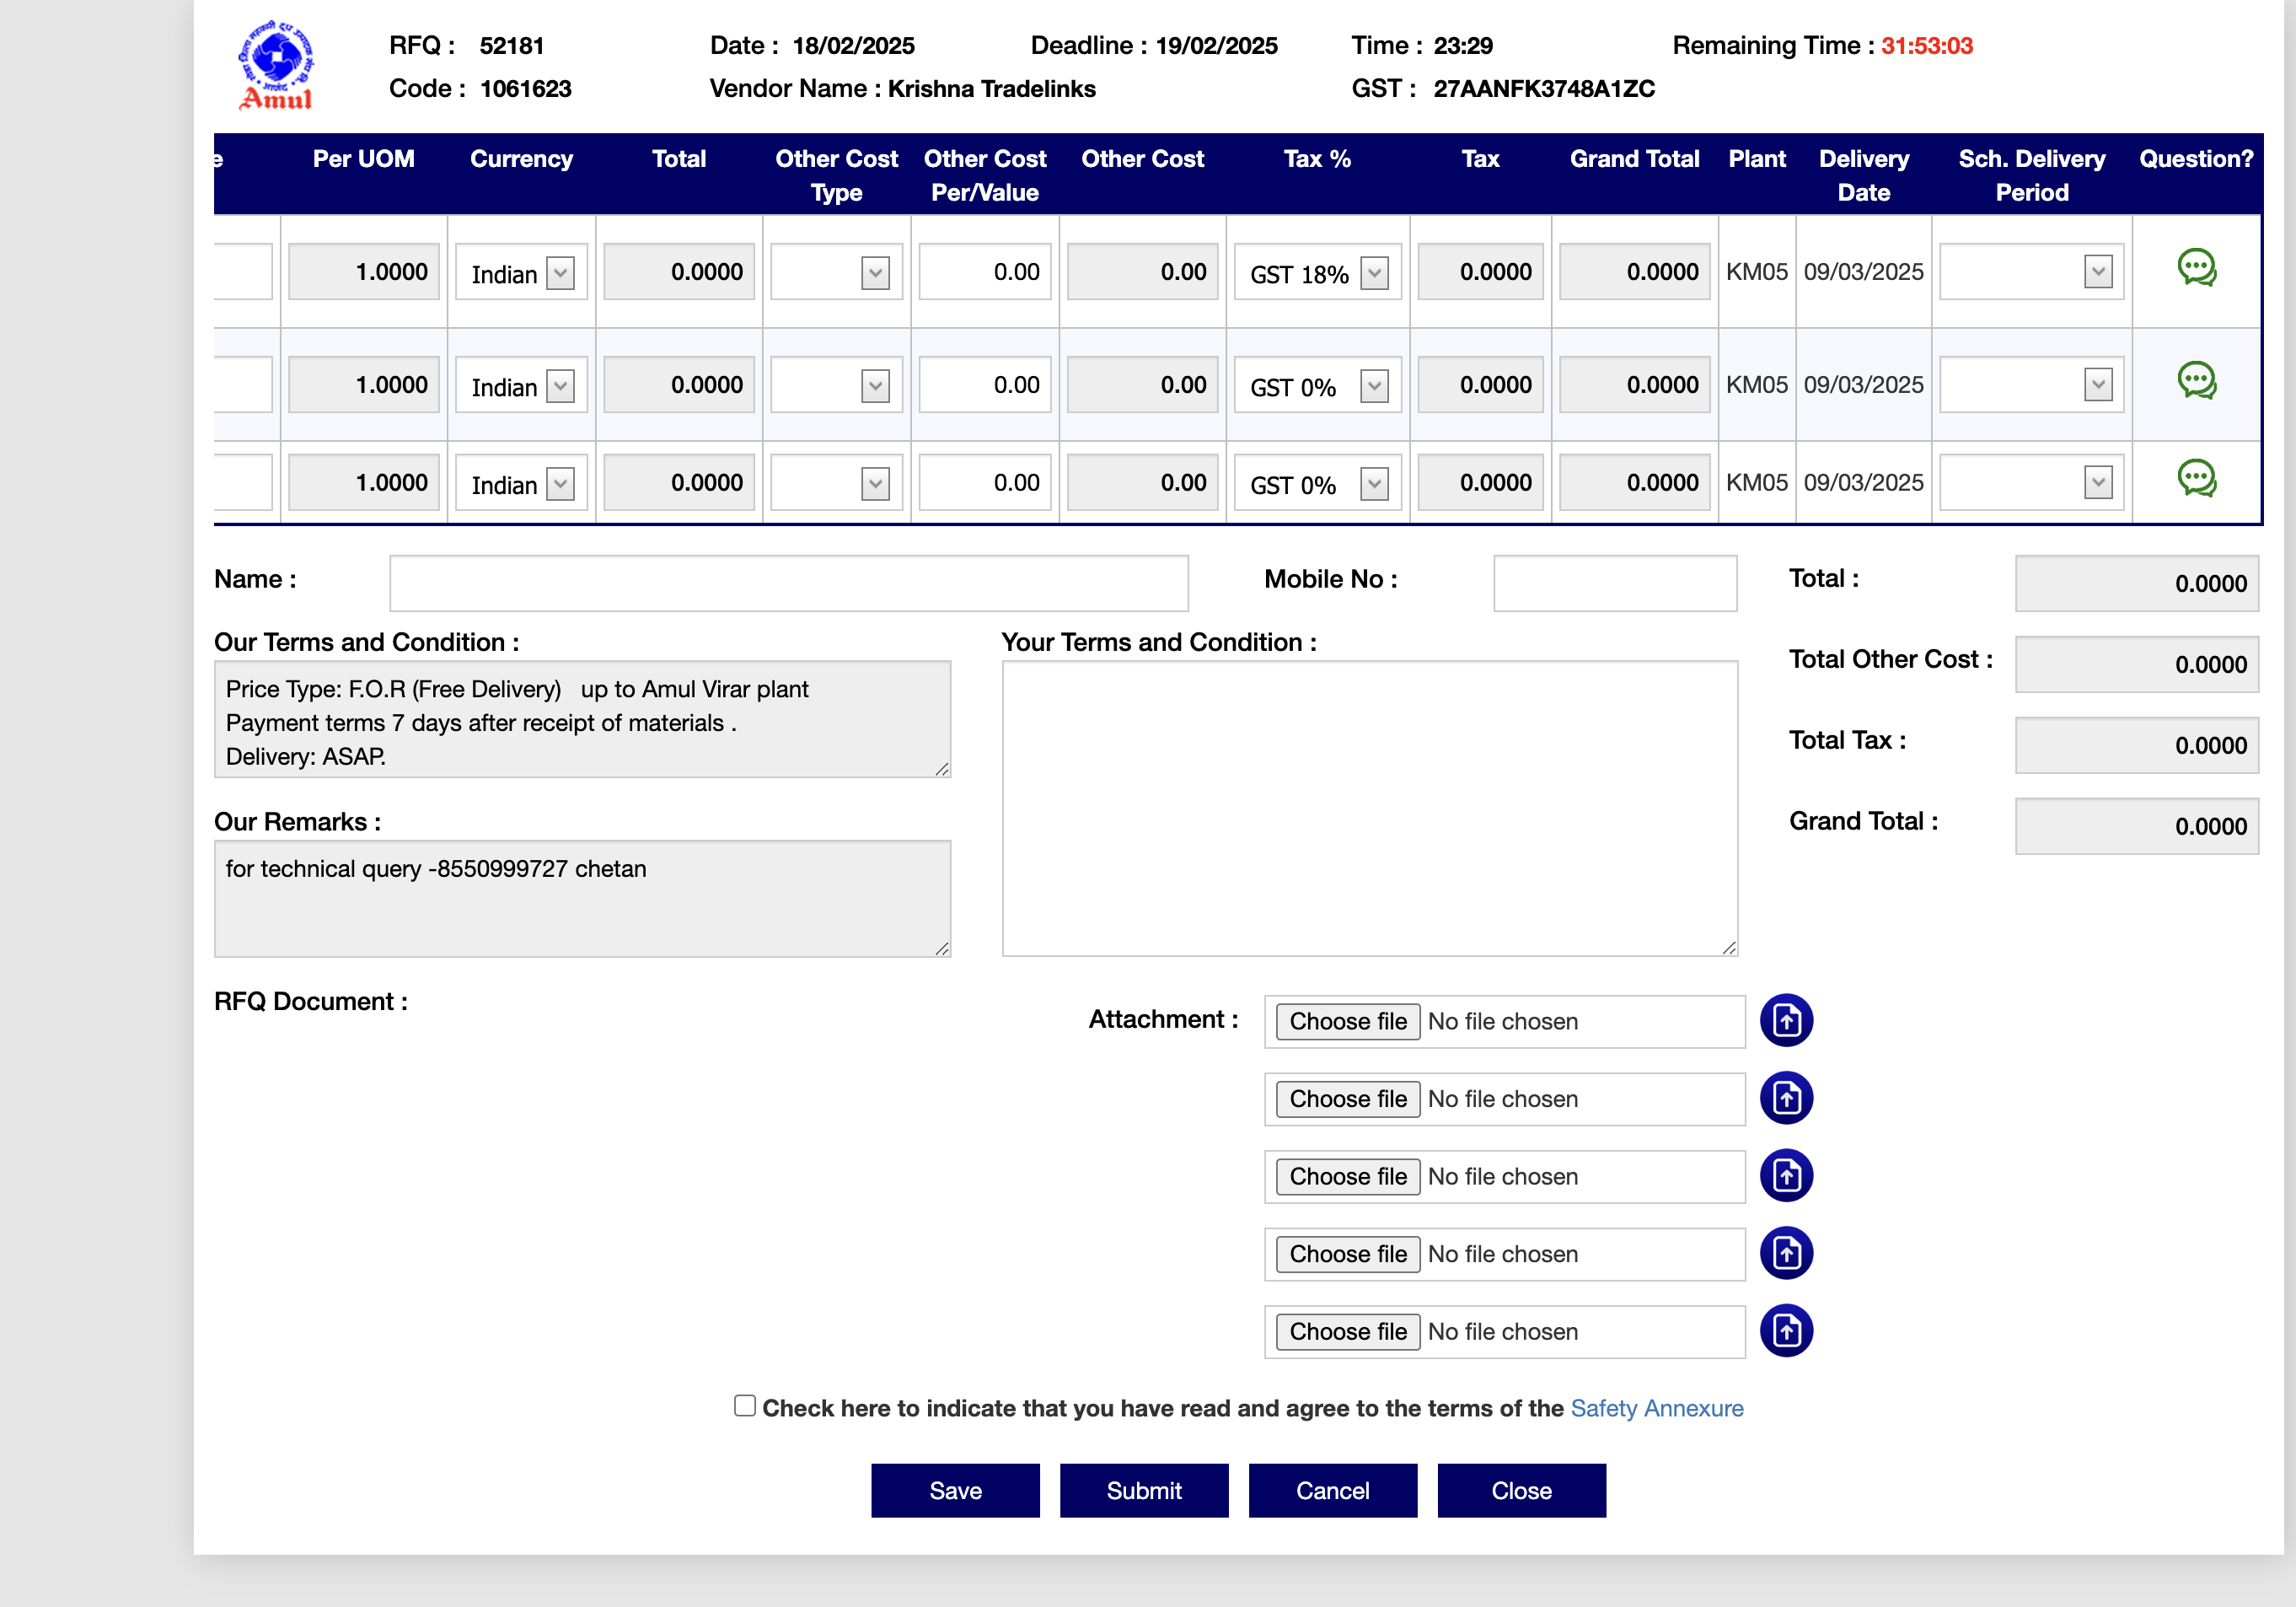 RFQ : 52181 Date : 18/02/2025 Deadline : 19/02/2025 Time : 23:29 Remaining Time : 31:53:03
Amul
Code : 1061623 Vendor Name : Krishna Tradelinks GST : 27AANFK3748A1ZC
e Per UOM Currency Total Other Cost Type Other Cost Per/Value Other Cost Tax % Tax Grand Total Plant Delivery Date Sch. Delivery Period Question?
1.0000 Indian 0.0000 0.00 0.00 GST 18% 0.0000 0.0000 KM05 09/03/2025
1.0000 Indian 0.0000 0.00 0.00 GST 0% 0.0000 0.0000 KM05 09/03/2025
1.0000 Indian 0.0000 0.00 0.00 GST 0% 0.0000 0.0000 KM05 09/03/2025
Name : Mobile No : Total : 0.0000
Our Terms and Condition : Your Terms and Condition : Total Other Cost : 0.0000
Price Type: F.O.R (Free Delivery) up to Amul Virar plant
Payment terms 7 days after receipt of materials .
Delivery: ASAP.
Total Tax : 0.0000
Our Remarks : Grand Total : 0.0000
for technical query -8550999727 chetan
RFQ Document : Attachment : Choose file No file chosen
Choose file No file chosen
Choose file No file chosen
Choose file No file chosen
Choose file No file chosen
Check here to indicate that you have read and agree to the terms of the Safety Annexure
Save Submit Cancel Close